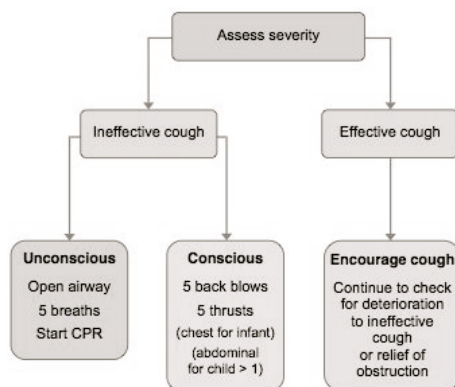 Assess severity
Ineffective cough
Effective cough
Unconscious
Open airway
5 breaths
Start CPR
Conscious
5 back blows
5 thrusts
(chest for infant)
(abdominal
for child > 1)
Encourage cough
Continue to check
for deterioration
to ineffective
cough
or relief of
obstruction